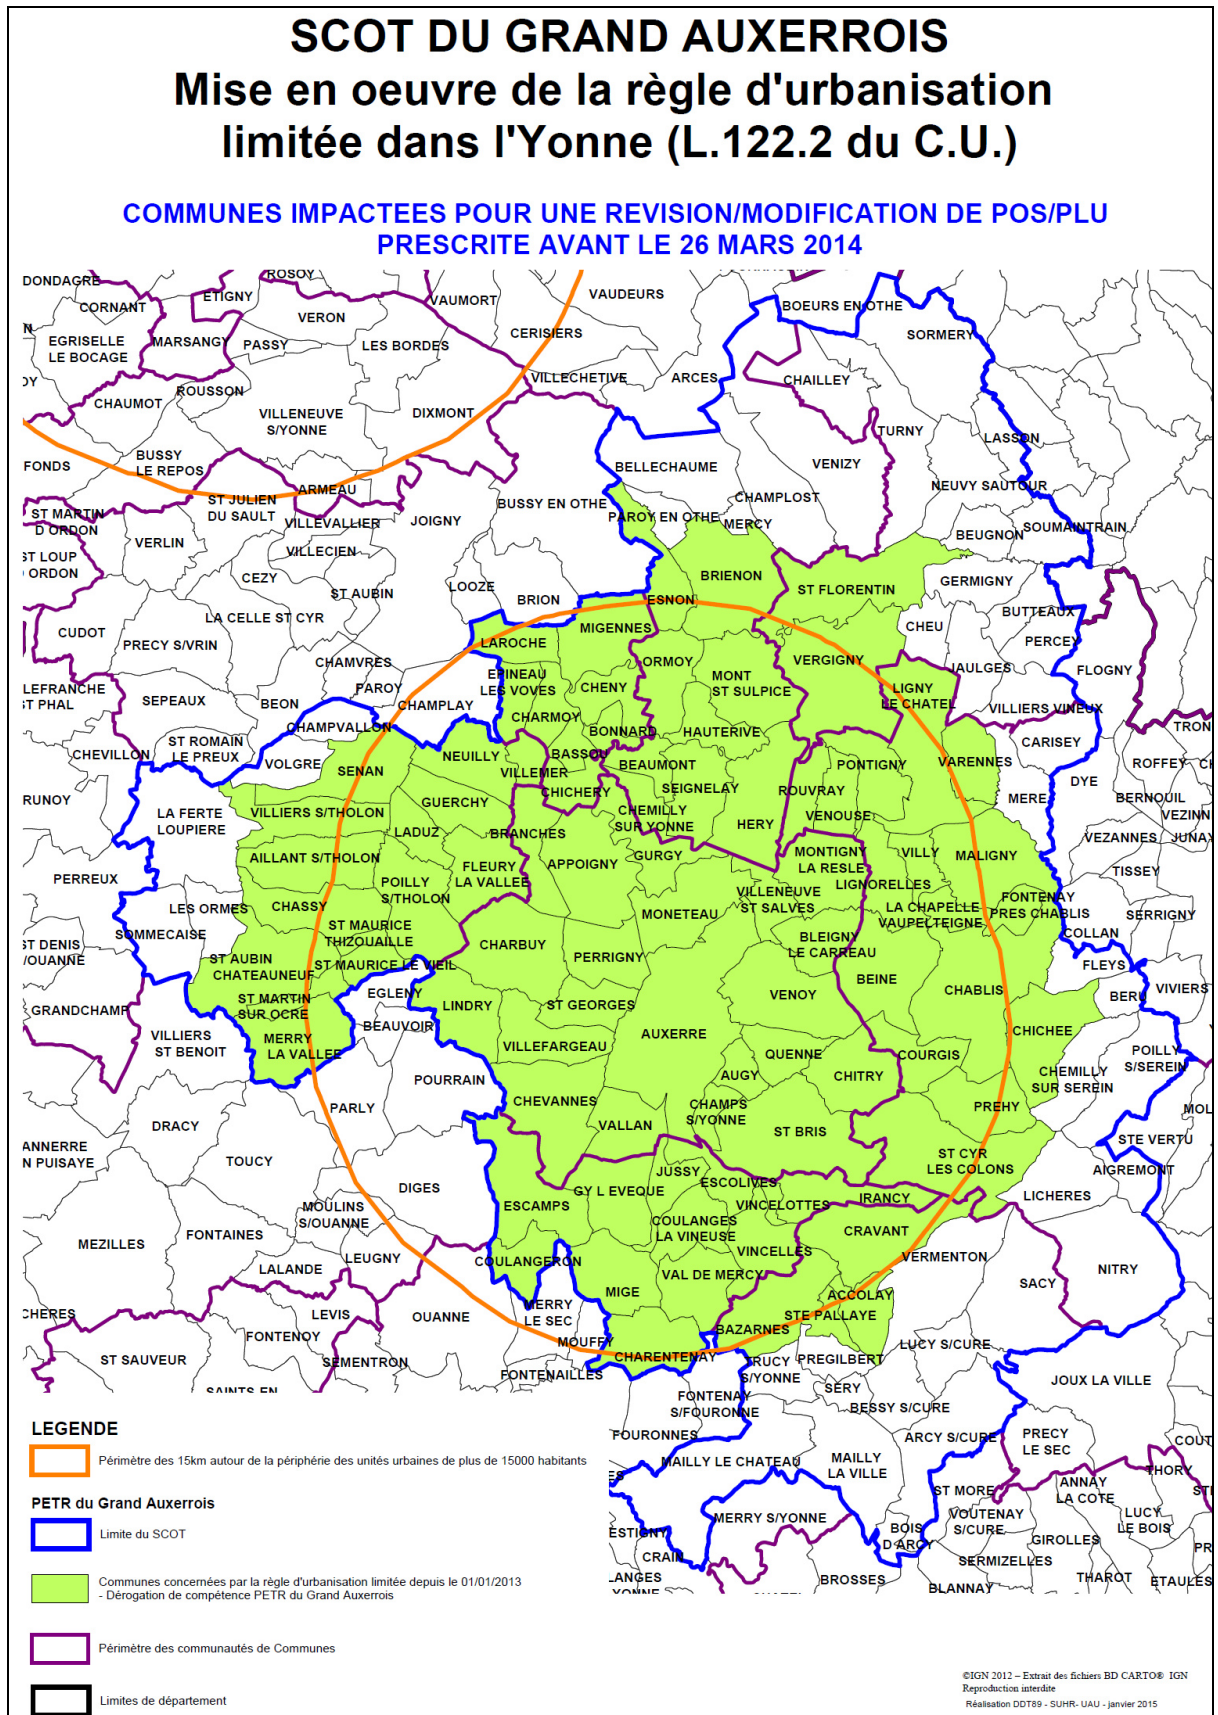 SCOT DU GRAND AUXERROIS
Mise en oeuvre de la règle d'urbanisation
limitée dans l'Yonne (L.122.2 du C.U.)
COMMUNES IMPACTEES POUR UNE REVISION/MODIFICATION DE POS/PLU
PRESCRITE AVANT LE 26 MARS 2014
DONDAGRE
ROSOY
CORNANT
ETIGNY
VERON
VAUMORT
VAUDEURS
BOEURS EN OTHE
EGRISELLE
LE BOCAGE
MARSANGY
PASSY
LES BORDES
CERISIERS
SORMERY
OY
CHAUMOT
ROUSSON
VILLENEUVE
S/YONNE
DIXMONT
VILLECHETIVE
ARCES
CHAILLEY
TURNY
LASSON
FONDS
BUSSY
LE REPOS
ARMEAU
BELLECHAUME
VENIZY
ST MARTIN
D ORDON
ST JULIEN
DU SAULT
VILLEVALLIER
JOIGNY
BUSSY EN OTHE
CHAMPLOST
NEUVY SAUTOUR
PAROY EN OTHE
MERCY
SOUMAINTRAIN
BEUGNON
ST LOUP
ORDON
VERLIN
VILLECIEN
CEZY
ST AUBIN
LOOZE
BRION
BRIENON
ST FLORENTIN
GERMIGNY
ESNON
BUTTEAUX
LA CELLE ST CYR
CUDOT
PRECY S/VRIN
LAROCHE
MIGENNES
CHEU
PERCEY
CHAMVRES
PAROY
EPINEAU
LES VOVES
ORMOY
VERGIGNY
JAULGES
FLOGNY
LEFRANCHE
ST PHAL
SEPEAUX
BEON
CHAMPLAY
CHENY
MONT
ST SULPICE
LIGNY
LE CHATEL
VILLIERS VINEUX
CHAMPVALLON
CHARMOY
BONNARD
HAUTERIVE
TRON
CHEVILLON
ST ROMAIN
LE PREUX
VOLGRE
SENAN
NEUILLY
BASSOU
CARISEY
VILLEMER
BEAUMONT
PONTIGNY
VARENNES
ROFFEY
DYE
RUNOY
LA FERTE
LOUPIERE
VILLIERS S/THOLON
GUERCHY
CHICHERY
SEIGNELAY
ROUVRAY
MERE
BERNOUIL
VEZINN
LADUZ
BRANCHES
CHEMILLY
SUR YONNE
HERY
VENOUSE
VEZANNES
JUNAY
AILLANT S/THOLON
FLEURY
LA VALLEE
APPOIGNY
GURGY
MONTIGNY
LA RESLE
VILLY
MALIGNY
PERREUX
POILLY
S/THOLON
VILLENEUVE
ST SALVES
LIGNORELLES
TISSEY
LES ORMES
CHASSY
MONETEAU
LA CHAPELLE
VAUPELTEIGNE
FONTENAY
PRES CHABLIS
SERRIGNY
ST DENIS
/OUANNE
SOMMECAISE
ST MAURICE
THIZOUAILLE
CHARBUY
PERRIGNY
BLEIGNY
LE CARREAU
COLLAN
ST AUBIN
CHATEAUNEUF
ST MAURICE LE VIEIL
FLEYS
BEINE
CHABLIS
BERU
VIVIERS
GRANDCHAMP
ST MARTIN
SUR OCRE
EGLENY
LINDRY
ST GEORGES
VENOY
BEAUVOIR
AUXERRE
CHICHEE
VILLIERS
ST BENOIT
MERRY
LA VALLEE
VILLEFARGEAU
QUENNE
COURGIS
POILLY
S/SEREIN
POURRAIN
AUGY
CHITRY
CHEMILLY
SUR SEREIN
PARLY
CHEVANNES
CHAMPS
S/YONNE
PREHY
MOL
DRACY
VALLAN
ST BRIS
STE VERTU
ANNERRE
N PUISAYE
TOUCY
JUSSY
ST CYR
LES COLONS
AIGREMONT
DIGES
GY L EVEQUE
ESCOLIVES
IRANCY
LICHERES
MOULINS
S/OUANNE
ESCAMPS
VINCELOTTES
COULANGES
LA VINEUSE
CRAVANT
MEZILLES
FONTAINES
LEUGNY
COULANGERON
VINCELLES
VERMENTON
NITRY
LALANDE
VAL DE MERCY
SACY
CHERES
LEVIS
OUANNE
MERRY
LE SEC
MIGE
ACCOLAY
STE PALLAYE
FONTENOY
BAZARNES
MOUFFY
LUCY S/CURE
ST SAUVEUR
SEMENTRON
FONTENAILLES
CHARENTENAY
TRUCY
S/YONNE
PREGILBERT
SAINTS EN
SERY
JOUX LA VILLE
FONTENAY
S/FOURONNE
BESSY S/CURE
FOURONNES
ARCY S/CURE
PRECY
LE SEC
COUT
MAILLY LE CHATEAU
MAILLY
LA VILLE
THORY
ES
ST MORE
ANNAY
LA COTE
ST
MERRY S/YONNE
VOUTENAY
S/CURE
LUCY
LE BOIS
ESTIGNY
BOIS
D ARCY
GIROLLES
PR
CRAIN
SERMIZELLES
LANGES
YONNE
BROSSES
BLANNAY
THAROT
ETAULES
LEGENDE
Périmètre des 15km autour de la périphérie des unités urbaines de plus de 15000 habitants
PETR du Grand Auxerrois
Limite du SCOT
Communes concernées par la règle d'urbanisation limitée depuis le 01/01/2013
- Dérogation de compétence PETR du Grand Auxerrois
Périmètre des communautés de Communes
Limites de département
©IGN 2012 – Extrait des fichiers BD CARTO® IGN
Reproduction interdite
Réalisation DDT89 - SUHR- UAU - janvier 2015